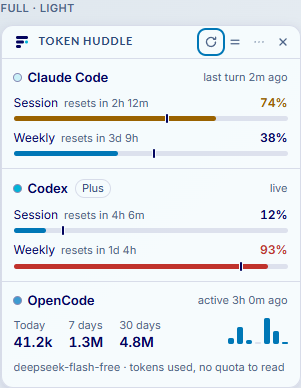 FULL · LIGHT
TOKEN HUDDLE
Claude Code last turn 2m ago
Session resets in 2h 12m 74%
Weekly resets in 3d 9h 38%
Codex Plus live
Session resets in 4h 6m 12%
Weekly resets in 1d 4h 93%
OpenCode active 3h 0m ago
Today 7 days 30 days
41.2k 1.3M 4.8M
deepseek-flash-free · tokens used, no quota to read